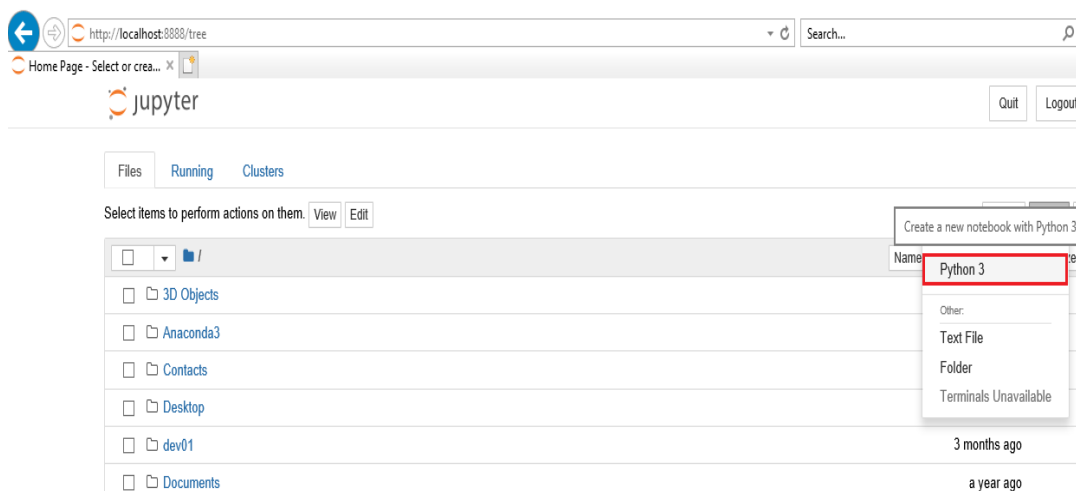 http://localhost:8888/tree
Search...
Home Page - Select or crea...
jupyter
Quit
Logout
Files
Running
Clusters
Select items to perform actions on them.
View
Edit
Create a new notebook with Python 3
/
Name
Python 3
3D Objects
Other:
Anaconda3
Text File
Contacts
Folder
Terminals Unavailable
Desktop
dev01
3 months ago
Documents
a year ago